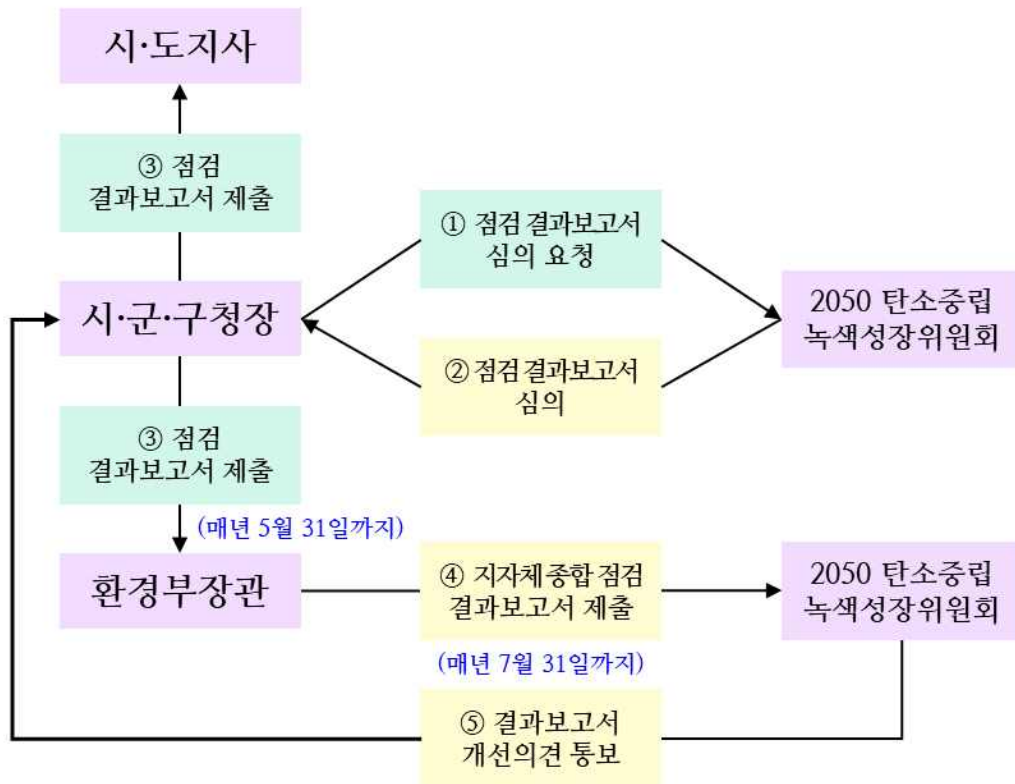 시·도지사
③ 점검
결과보고서 제출
① 점검 결과보고서
심의 요청
시·군·구청장
2050 탄소중립
녹색성장위원회
② 점검 결과보고서
심의
③ 점검
결과보고서 제출
(매년 5월 31일까지)
환경부장관
④ 지자체 종합 점검
결과보고서 제출
2050 탄소중립
녹색성장위원회
(매년 7월 31일까지)
⑤ 결과보고서
개선의견 통보